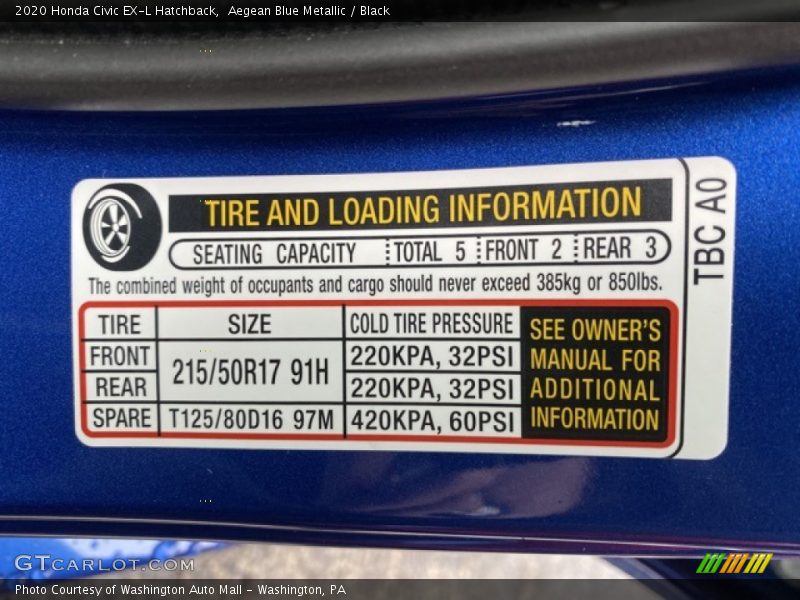 2020 Honda Civic EX-L Hatchback,  Aegean Blue Metallic / Black
TIRE AND LOADING INFORMATION
SEATING CAPACITY TOTAL 5 FRONT 2 REAR 3
The combined weight of occupants and cargo should never exceed 385kg or 850lbs.
TIRE SIZE COLD TIRE PRESSURE
FRONT 215/50R17 91H 220KPA, 32PSI
REAR 220KPA, 32PSI
SPARE T125/80D16 97M 420KPA, 60PSI
SEE OWNER'S
MANUAL FOR
ADDITIONAL
INFORMATION
TBC A0
GTCARLOT.COM
Photo Courtesy of Washington Auto Mall - Washington, PA